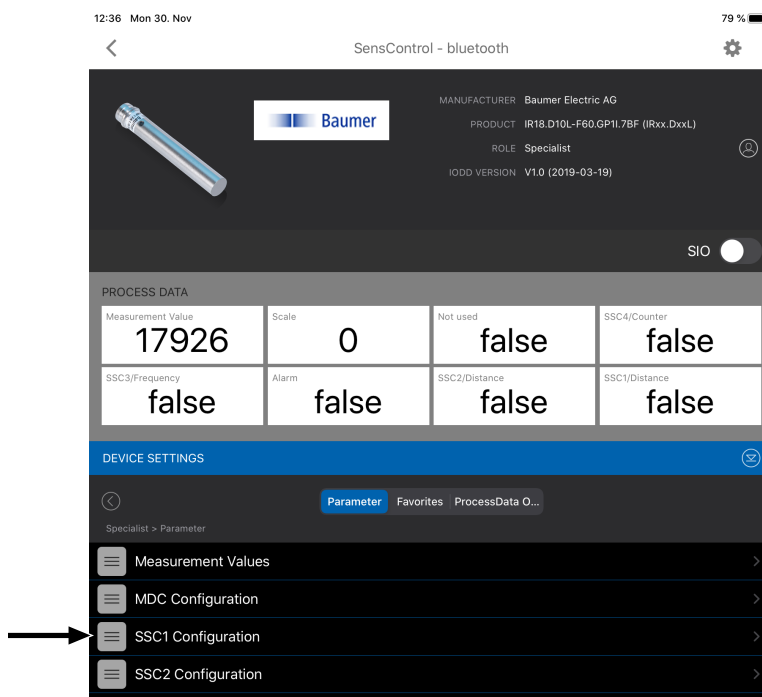 12:36 Mon 30. Nov 79 %
SensControl - bluetooth
Baumer
MANUFACTURER Baumer Electric AG
PRODUCT IR18.D10L-F60.GP1I.7BF (IRxx.DxxL)
ROLE Specialist
IODD VERSION V1.0 (2019-03-19)
SIO
PROCESS DATA
Measurement Value Scale Not used SSC4/Counter
17926 0 false false
SSC3/Frequency Alarm SSC2/Distance SSC1/Distance
false false false false
DEVICE SETTINGS
Parameter Favorites ProcessData O...
Specialist > Parameter
Measurement Values
MDC Configuration
SSC1 Configuration
SSC2 Configuration